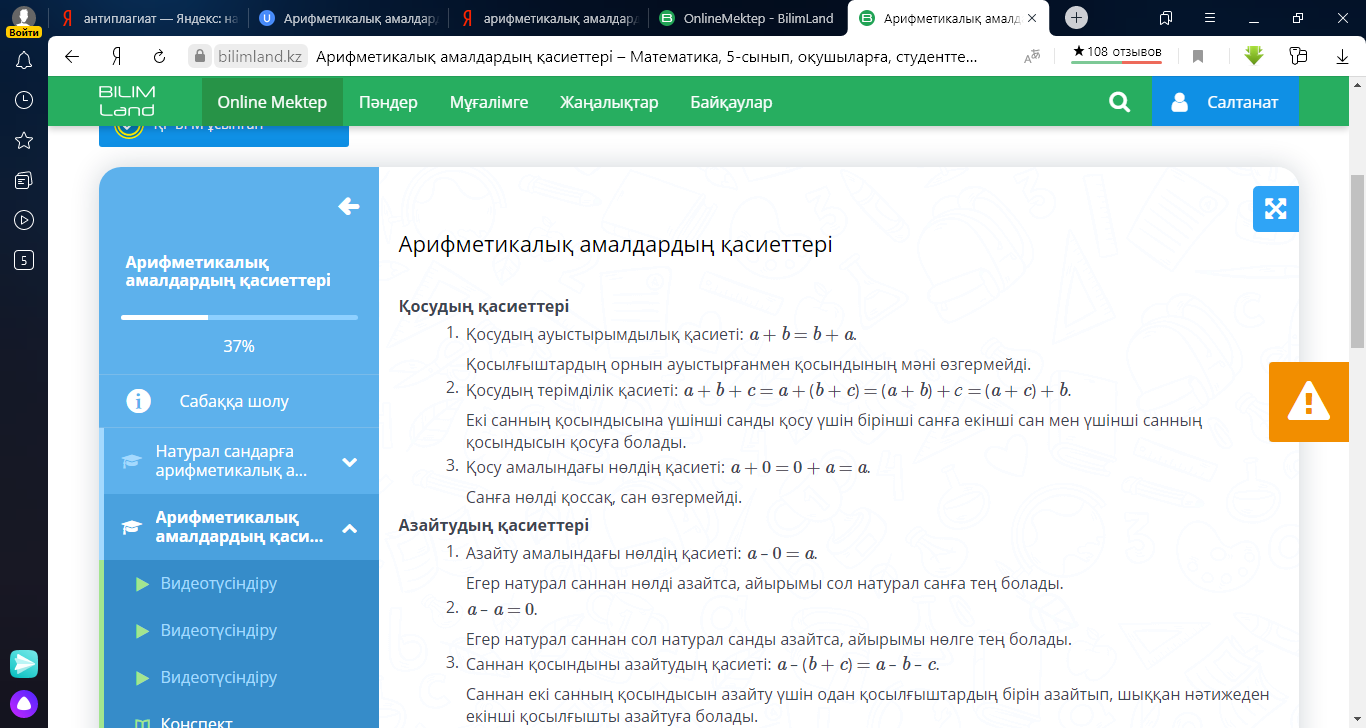 антиплагиат — Яндекс: на
Арифметикалық амалдар
арифметикалық амалдар
OnlineMektep - BilimLand
Арифметикалық амалд
Войти
bilimland.kz
Арифметикалық амалдардың қасиеттері – Математика, 5-сынып, оқушыларға, студентте...
★108 отзывов
BILIM
Land
Online Mektep
Пәндер
Мұғалімге
Жаңалықтар
Байқаулар
Салтанат
5
Арифметикалық
амалдардың қасиеттері
37%
Сабаққа шолу
Натурал сандарға
арифметикалық а...
Арифметикалық
амалдардың қаси...
Видеотүсіндіру
Видеотүсіндіру
Видеотүсіндіру
Конспект
Арифметикалық амалдардың қасиеттері
Қосудың қасиеттері
1. Қосудың ауыстырымдылық қасиеті: a + b = b + a.
Қосылғыштардың орнын ауыстырғанмен қосындының мәні өзгермейді.
2. Қосудың терімділік қасиеті: a + b + c = a + (b + c) = (a + b) + c = (a + c) + b.
Екі санның қосындысына үшінші санды қосу үшін бірінші санға екінші сан мен үшінші санның
қосындысын қосуға болады.
3. Қосу амалындағы нөлдің қасиеті: a + 0 = 0 + a = a.
Санға нөлді қоссақ, сан өзгермейді.
Азайтудың қасиеттері
1. Азайту амалындағы нөлдің қасиеті: a – 0 = a.
Егер натурал саннан нөлді азайтса, айырымы сол натурал санға тең болады.
2. a – a = 0.
Егер натурал саннан сол натурал санды азайтса, айырымы нөлге тең болады.
3. Саннан қосындыны азайтудың қасиеті: a – (b + c) = a – b – c.
Саннан екі санның қосындысын азайту үшін одан қосылғыштардың бірін азайтып, шыққан нәтижеден
екінші қосылғышты азайтуға болады.